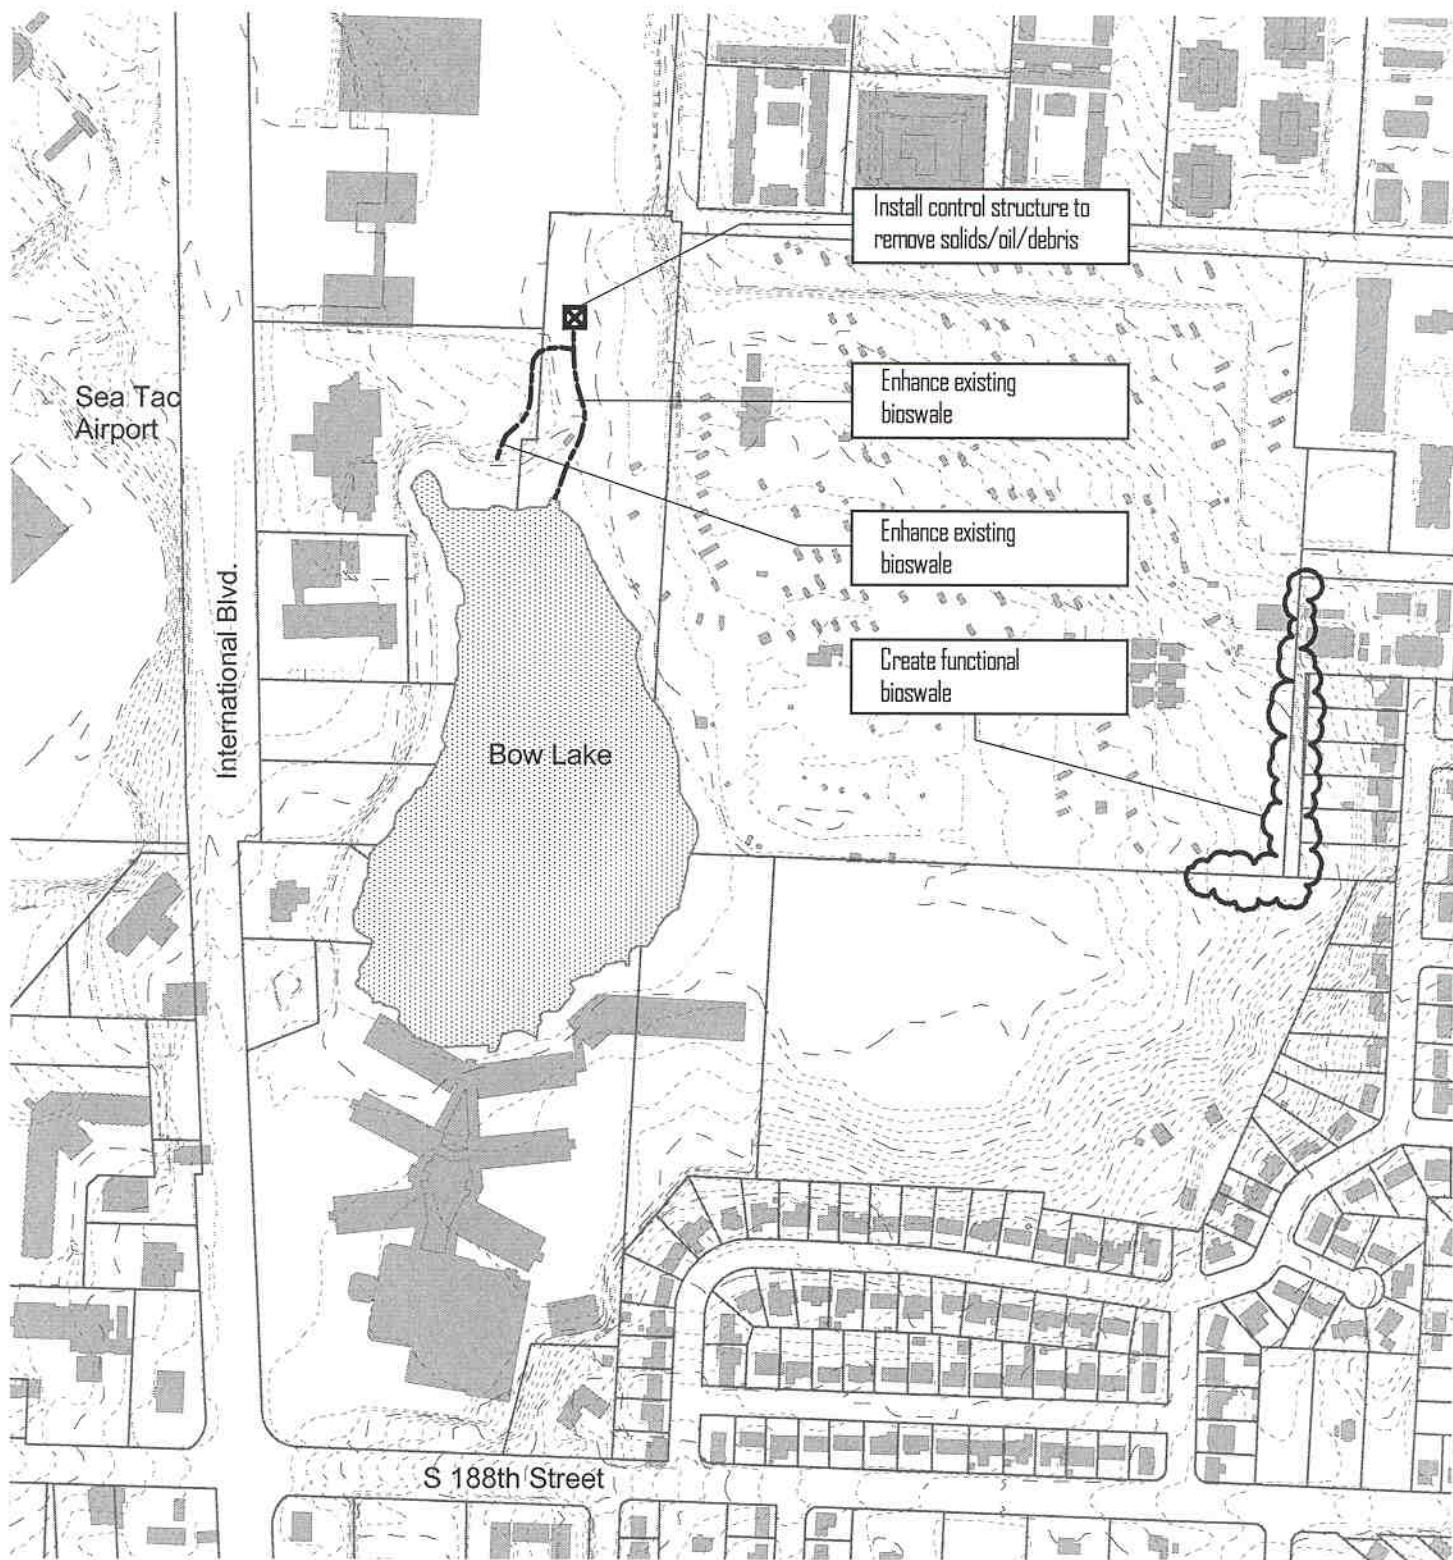 Install control structure to
remove solids/oil/debris
Enhance existing
bioswale
Sea Tac
Airport
Enhance existing
bioswale
International Blvd.
Create functional
bioswale
Bow Lake
S 188th Street